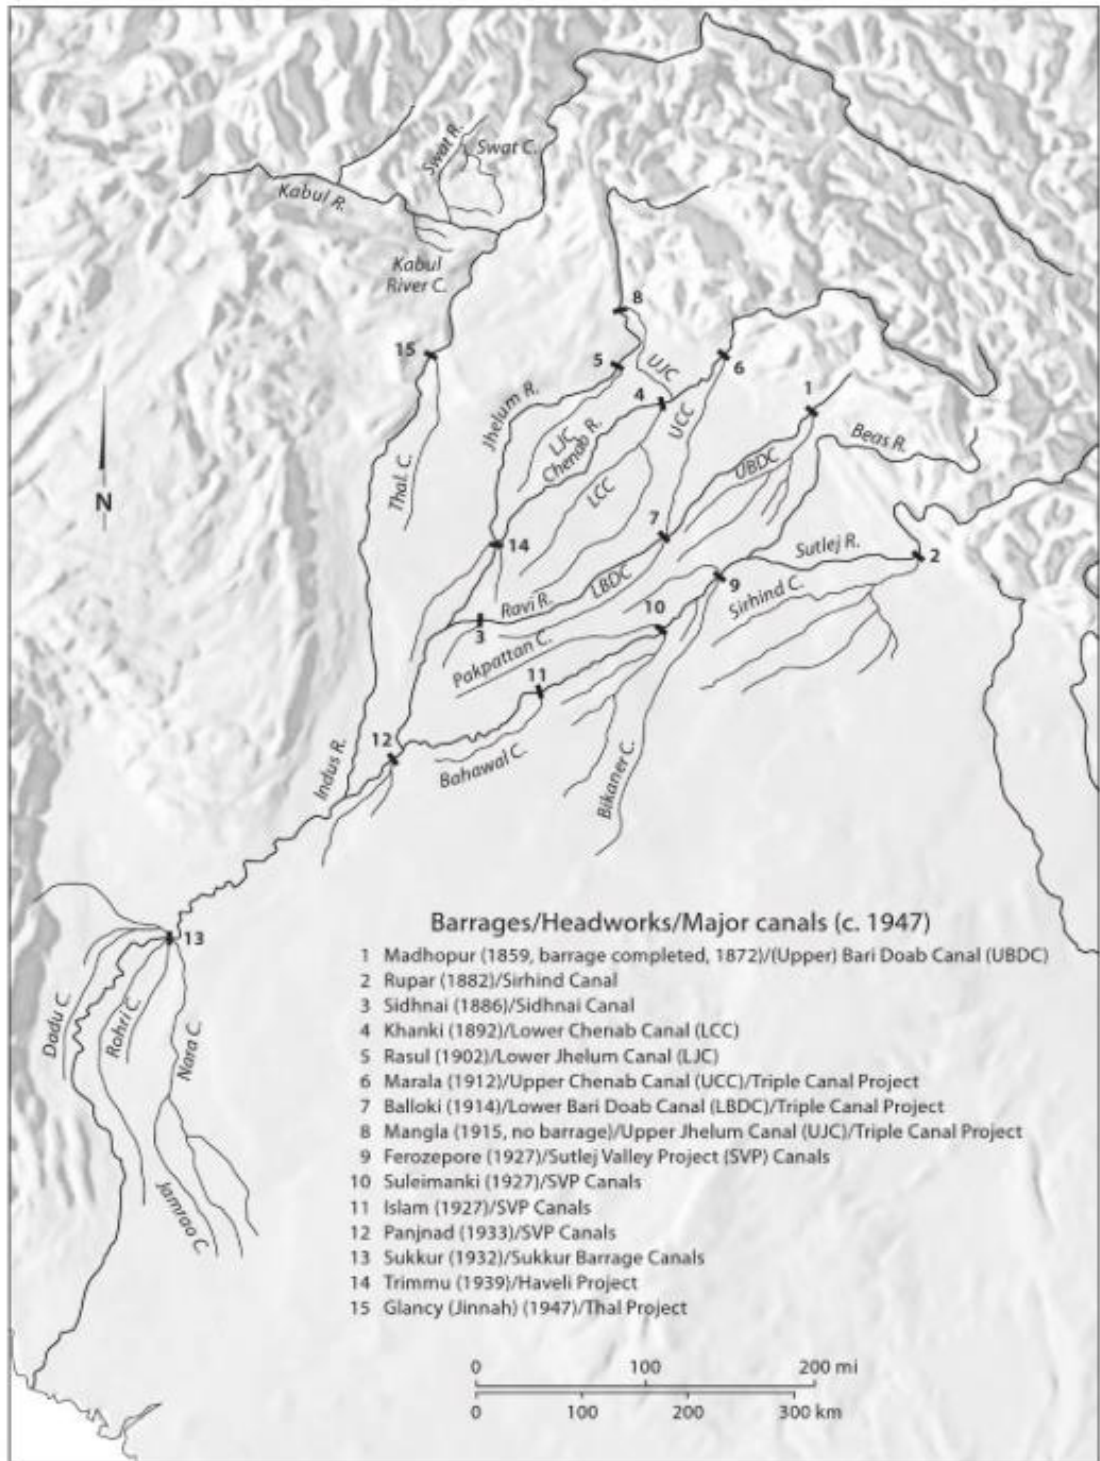 Swat R.
Swat C.
Kabul R.
Kabul
River C.
8
15
5
6
UJC
1
4
Jhelum R.
UCC
LJC
Chenab R.
Beas R.
UBDC
Thal. C.
LCC
N
7
14
Sutlej R.
2
LBDC
9
Ravi R.
Sirhind C.
10
3
Pakpattan C.
11
12
Indus R.
Bahawal C.
Bikaner C.
13
Dadu C.
Rohri C.
Nara C.
Jamrao C.
Barrages/Headworks/Major canals (c. 1947)
1 Madhopur (1859, barrage completed, 1872)/(Upper) Bari Doab Canal (UBDC)
2 Rupar (1882)/Sirhind Canal
3 Sidhnai (1886)/Sidhnai Canal
4 Khanki (1892)/Lower Chenab Canal (LCC)
5 Rasul (1902)/Lower Jhelum Canal (LJC)
6 Marala (1912)/Upper Chenab Canal (UCC)/Triple Canal Project
7 Balloki (1914)/Lower Bari Doab Canal (LBDC)/Triple Canal Project
8 Mangla (1915, no barrage)/Upper Jhelum Canal (UJC)/Triple Canal Project
9 Ferozepore (1927)/Sutlej Valley Project (SVP) Canals
10 Suleimanki (1927)/SVP Canals
11 Islam (1927)/SVP Canals
12 Panjnad (1933)/SVP Canals
13 Sukkur (1932)/Sukkur Barrage Canals
14 Trimmu (1939)/Haveli Project
15 Glancy (Jinnah) (1947)/Thal Project
0 100 200 mi
0 100 200 300 km